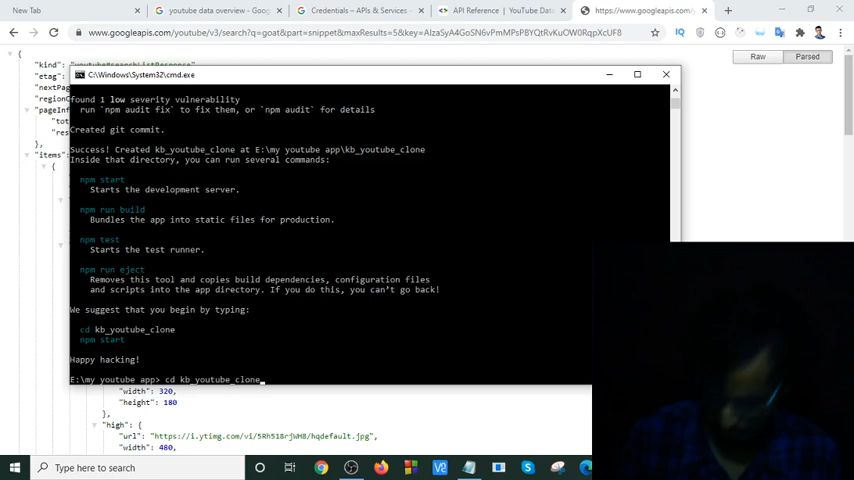 New Tab
youtube data overview - Goog
Credentials – APIs & Services -
API Reference | YouTube Data
https://www.googleapis.com/you
https://www.googleapis.com/youtube/v3/search?q=goat&part=snippet&maxResults=5&key=
Raw
Parsed
{
"kind":
"youtube#searchListResponse"
"etag":
"nextPag
"regionC
"pageInf
"tot
"res
},
"items":
{
C:\Windows\System32\cmd.exe
found 1 low severity vulnerability
run `npm audit fix` to fix them, or `npm audit` for details
Created git commit.
Success! Created kb_youtube_clone at E:\my youtube app\kb_youtube_clone
Inside that directory, you can run several commands:
npm start
Starts the development server.
npm run build
Bundles the app into static files for production.
npm test
Starts the test runner.
npm run eject
Removes this tool and copies build dependencies, configuration files
and scripts into the app directory. If you do this, you can't go back!
We suggest that you begin by typing:
cd kb_youtube_clone
npm start
Happy hacking!
E:\my youtube app> cd kb_youtube_clone
"width": 320,
"height": 180
},
"high": {
"url": "https://i.ytimg.com/vi/5Rh518rjWH8/hqdefault.jpg",
"width": 480,
Type here to search